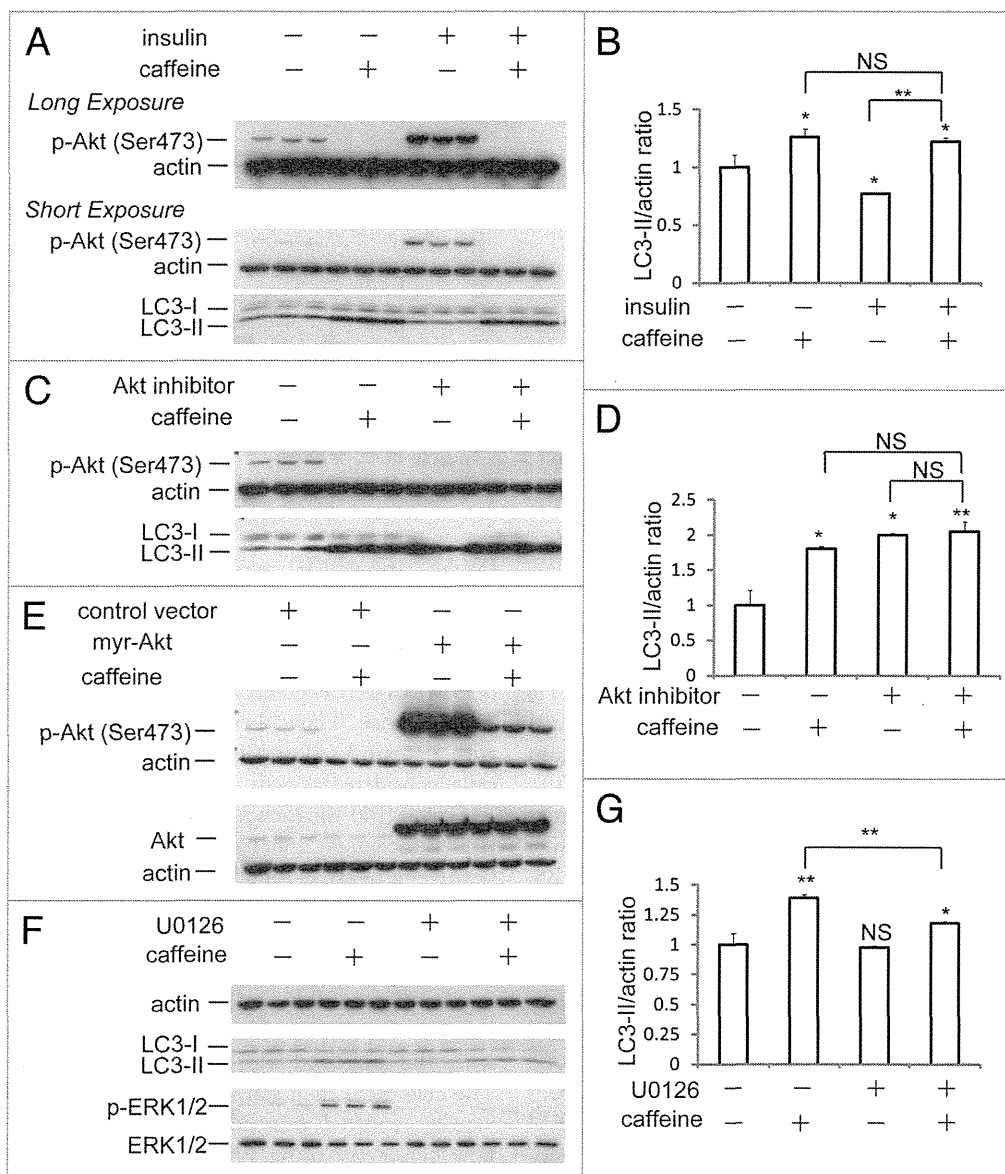 A
insulin − − + +
caffeine − + − +
Long Exposure
p-Akt (Ser473)
actin
Short Exposure
p-Akt (Ser473)
actin
LC3-I
LC3-II
B
NS
**
* * *
LC3-II/actin ratio
1.5
1
0.5
0
insulin − − + +
caffeine − + − +
C
Akt inhibitor − − + +
caffeine − + − +
p-Akt (Ser473)
actin
LC3-I
LC3-II
D
NS
NS
* * **
LC3-II/actin ratio
2.5
2
1.5
1
0.5
0
Akt inhibitor − − + +
caffeine − + − +
E
control vector + + − −
myr-Akt − − + +
caffeine − + − +
p-Akt (Ser473)
actin
Akt
actin
F
U0126 − − + +
caffeine − + − +
actin
LC3-I
LC3-II
p-ERK1/2
ERK1/2
G
**
** NS *
LC3-II/actin ratio
1.5
1.25
1
0.75
0.5
0.25
0
U0126 − − + +
caffeine − + − +